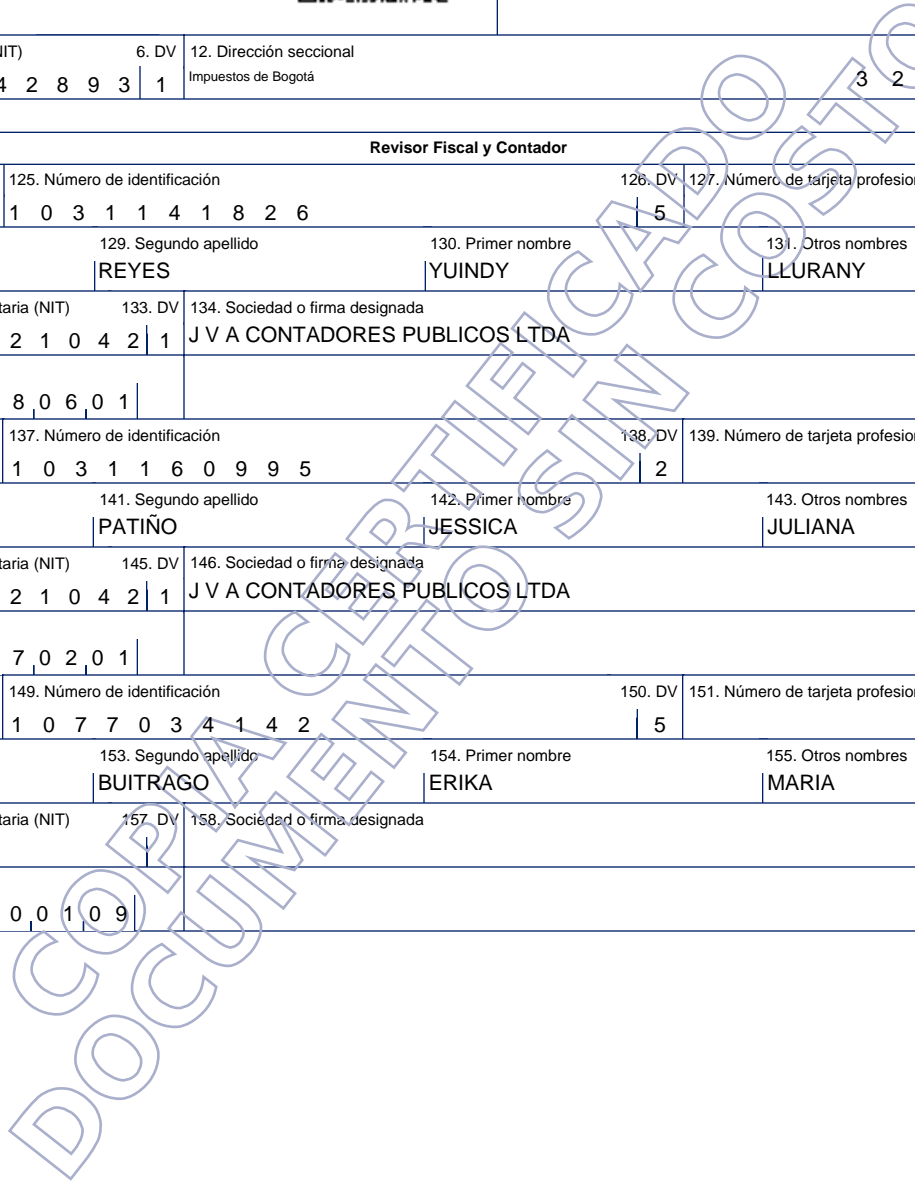 NIT) 6. DV 12. Dirección seccional
4 2 8 9 3 1 Impuestos de Bogotá 3 2
Revisor Fiscal y Contador
125. Número de identificación 126. DV 127. Número de tarjeta profesion
1 0 3 1 1 4 1 8 2 6 5
129. Segundo apellido 130. Primer nombre 131. Otros nombres
REYES YUINDY LLURANY
taria (NIT) 133. DV 134. Sociedad o firma designada
2 1 0 4 2 1 J V A CONTADORES PUBLICOS LTDA
8 0 6 0 1
137. Número de identificación 138. DV 139. Número de tarjeta profesion
1 0 3 1 1 6 0 9 9 5 2
141. Segundo apellido 142. Primer nombre 143. Otros nombres
PATIÑO JESSICA JULIANA
taria (NIT) 145. DV 146. Sociedad o firma designada
2 1 0 4 2 1 J V A CONTADORES PUBLICOS LTDA
7 0 2 0 1
149. Número de identificación 150. DV 151. Número de tarjeta profesion
1 0 7 7 0 3 4 1 4 2 5
153. Segundo apellido 154. Primer nombre 155. Otros nombres
BUITRAGO ERIKA MARIA
taria (NIT) 157. DV 158. Sociedad o firma designada
0 0 1 0 9
COPIA CERTIFICADO
DOCUMENTO SIN COSTO